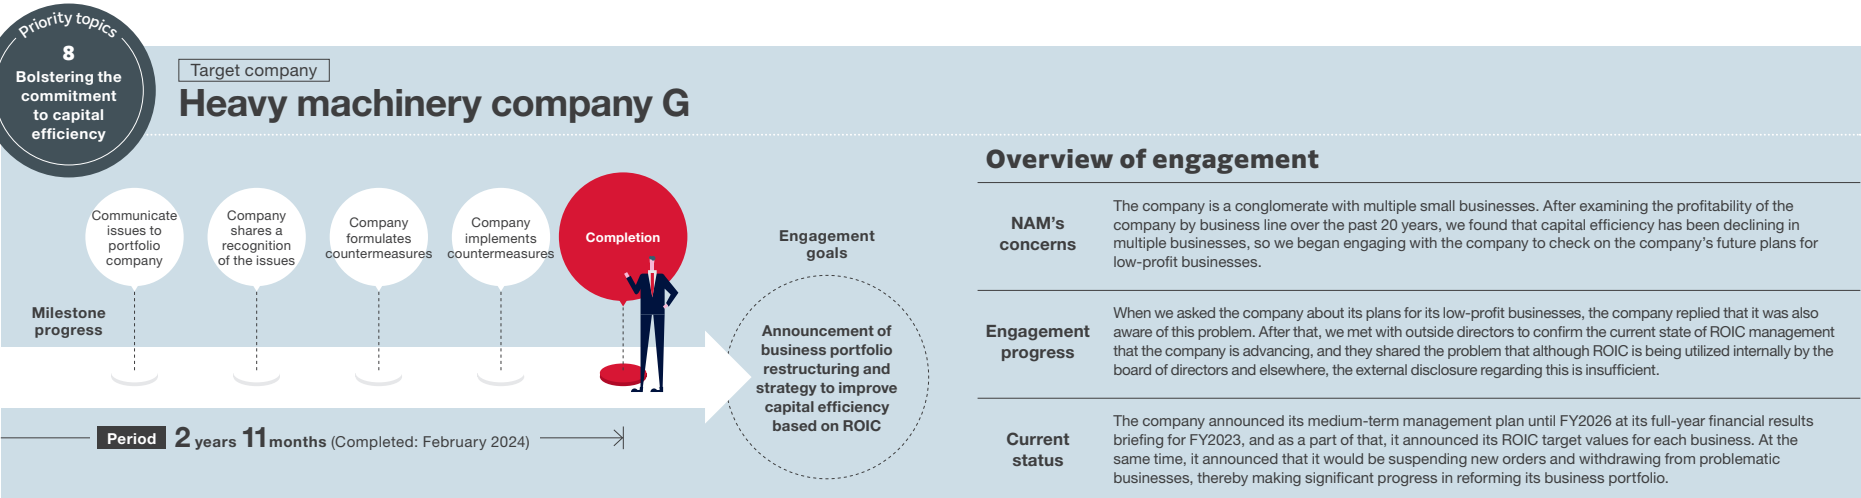 Priority topics
8
Bolstering the
commitment
to capital
efficiency
Target company
Heavy machinery company G
Communicate
issues to
portfolio
company
Company
shares a
recognition
of the issues
Company
formulates
countermeasures
Company
implements
countermeasures
Completion
Milestone
progress
Engagement
goals
Announcement of
business portfolio
restructuring and
strategy to improve
capital efficiency
based on ROIC
Period 2 years 11 months (Completed: February 2024)
Overview of engagement
NAM's
concerns
The company is a conglomerate with multiple small businesses. After examining the profitability of the
company by business line over the past 20 years, we found that capital efficiency has been declining in
multiple businesses, so we began engaging with the company to check on the company's future plans for
low-profit businesses.
Engagement
progress
When we asked the company about its plans for its low-profit businesses, the company replied that it was also
aware of this problem. After that, we met with outside directors to confirm the current state of ROIC management
that the company is advancing, and they shared the problem that although ROIC is being utilized internally by the
board of directors and elsewhere, the external disclosure regarding this is insufficient.
Current
status
The company announced its medium-term management plan until FY2026 at its full-year financial results
briefing for FY2023, and as a part of that, it announced its ROIC target values for each business. At the
same time, it announced that it would be suspending new orders and withdrawing from problematic
businesses, thereby making significant progress in reforming its business portfolio.